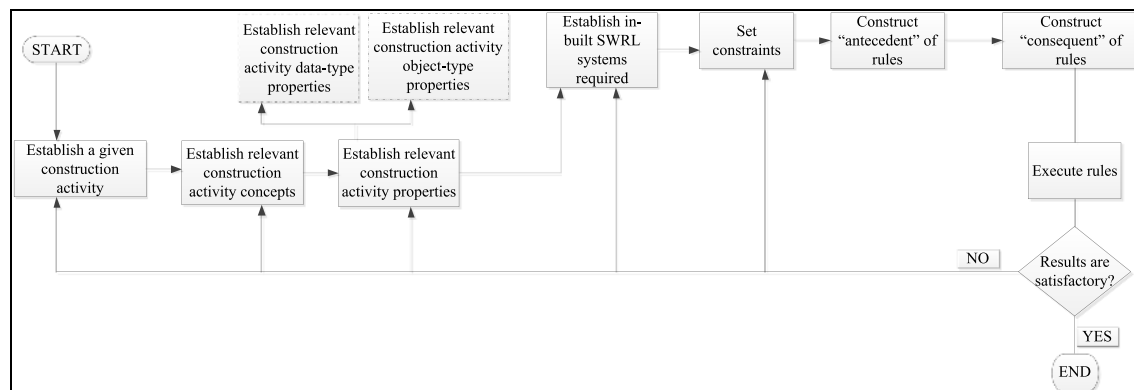 START
Establish relevant
construction
activity data-type
properties
Establish relevant
construction activity
object-type
properties
Establish in-
built SWRL
systems
required
Set
constraints
Construct
“antecedent” of
rules
Construct
“consequent” of
rules
Establish a given
construction
activity
Establish relevant
construction
activity concepts
Establish relevant
construction
activity properties
Execute rules
NO
Results are
satisfactory?
YES
END